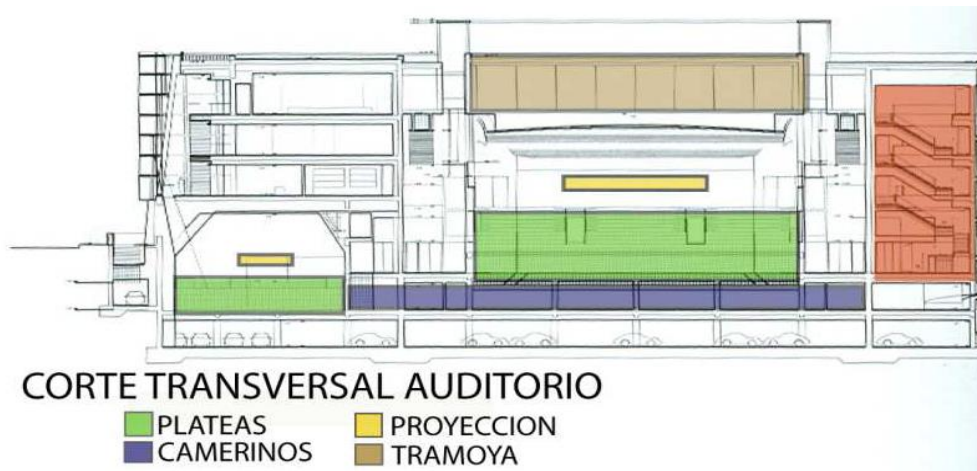 CORTE TRANSVERSAL AUDITORIO
PLATEAS
PROYECCION
CAMERINOS
TRAMOYA